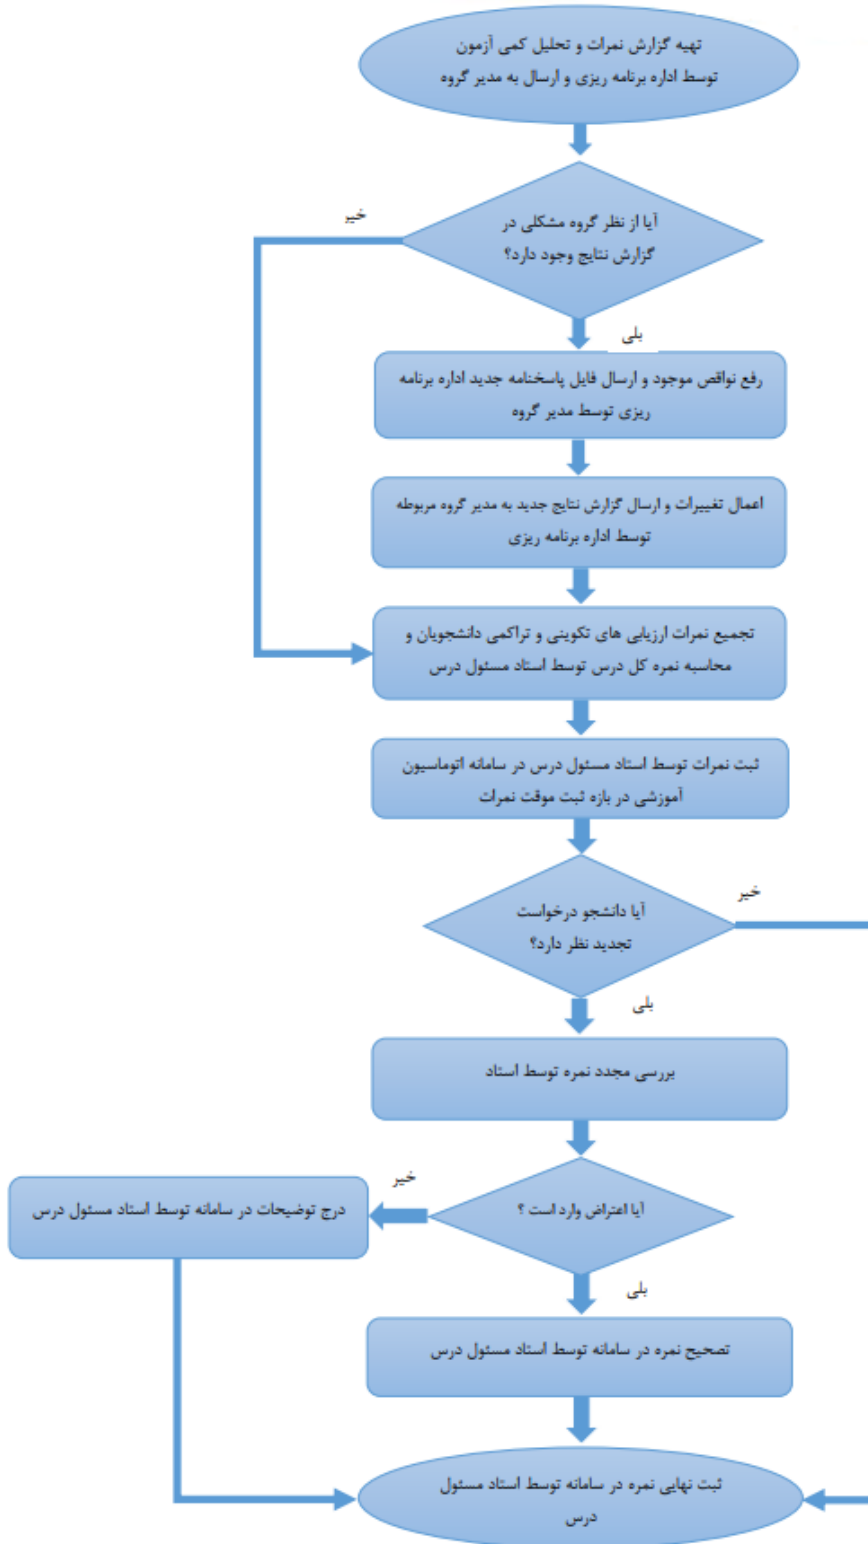 تهیه گزارش نمرات و تحلیل کمی آزمون
توسط اداره برنامه ریزی و ارسال به مدیر گروه
آیا از نظر گروه مشکلی در
گزارش نتایج وجود دارد؟
خیر
بلی
رفع نواقص موجود و ارسال فایل پاسخنامه جدید اداره برنامه
ریزی توسط مدیر گروه
اعمال تغییرات و ارسال گزارش نتایج جدید به مدیر گروه مربوطه
توسط اداره برنامه ریزی
تجمیع نمرات ارزیابی های تکوینی و تراکمی دانشجویان و
محاسبه نمره کل درس توسط استاد مسئول درس
ثبت نمرات توسط استاد مسئول درس در سامانه اتوماسیون
آموزشی در بازه ثبت موقت نمرات
آیا دانشجو درخواست
تجدید نظر دارد؟
خیر
بلی
بررسی مجدد نمره توسط استاد
آیا اعتراض وارد است ؟
خیر
درج توضیحات در سامانه توسط استاد مسئول درس
بلی
تصحیح نمره در سامانه توسط استاد مسئول درس
ثبت نهایی نمره در سامانه توسط استاد مسئول
درس